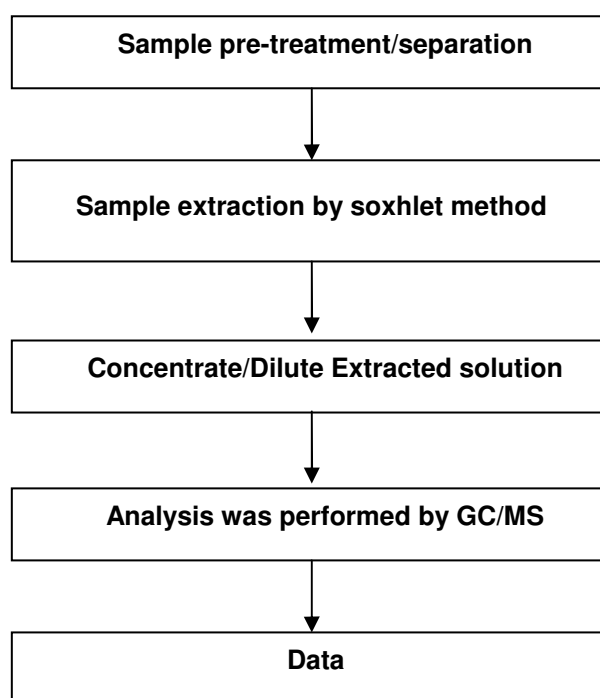 Sample pre-treatment/separation
Sample extraction by soxhlet method
Concentrate/Dilute Extracted solution
Analysis was performed by GC/MS
Data